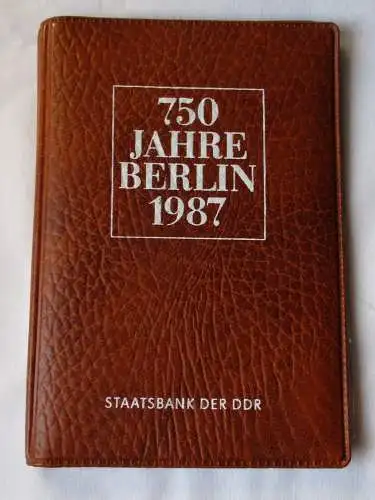 750
JAHRE
BERLIN
1987
STAATSBANK DER DDR